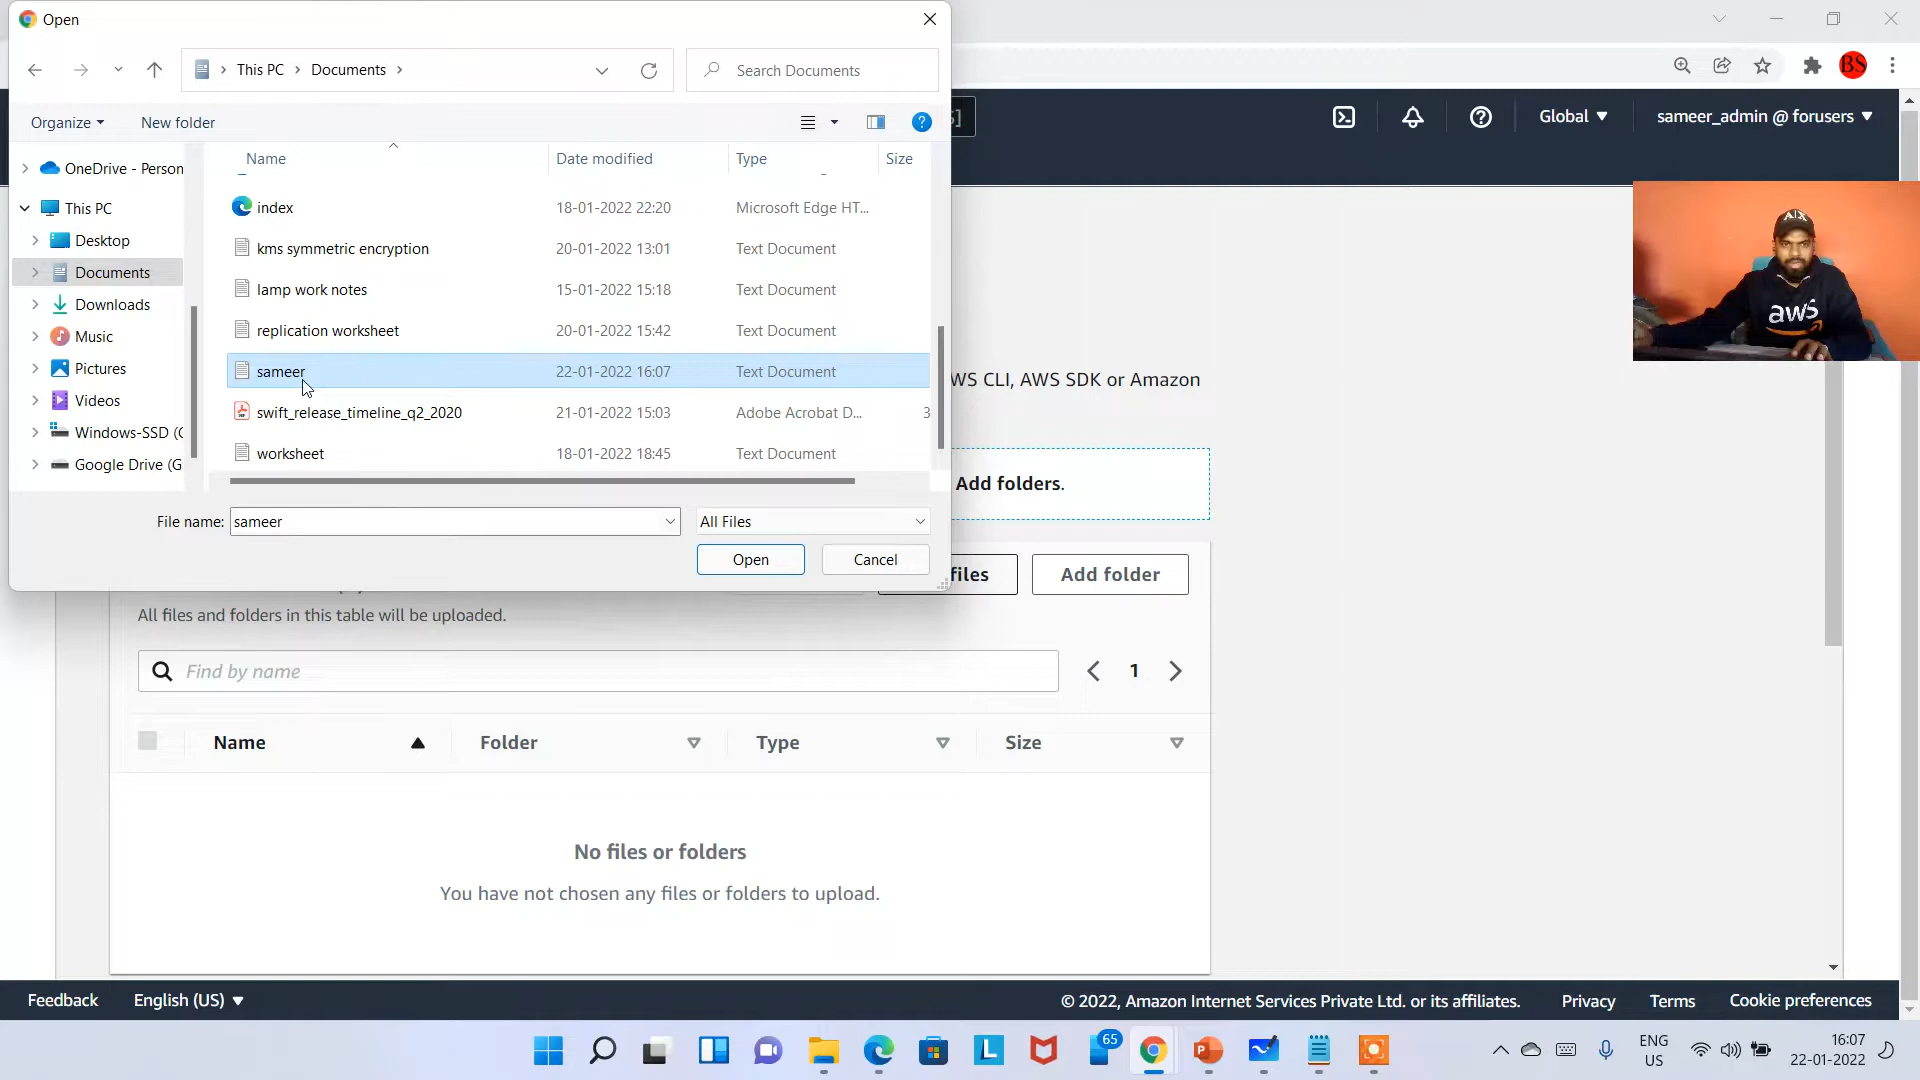 Open
This PC > Documents >
Search Documents
Organize
New folder
Name
Date modified
Type
Size
OneDrive - Person
This PC
Desktop
Documents
Downloads
Music
Pictures
Videos
Windows-SSD (C
Google Drive (G
index 18-01-2022 22:20 Microsoft Edge HT...
kms symmetric encryption 20-01-2022 13:01 Text Document
lamp work notes 15-01-2022 15:18 Text Document
replication worksheet 20-01-2022 15:42 Text Document
sameer 22-01-2022 16:07 Text Document
swift_release_timeline_q2_2020 21-01-2022 15:03 Adobe Acrobat D... 3
worksheet 18-01-2022 18:45 Text Document
File name: sameer
All Files
Open
Cancel
BS
Global
sameer_admin @ forusers
A|X
aws
WS CLI, AWS SDK or Amazon
Add folders.
files
Add folder
All files and folders in this table will be uploaded.
Find by name
1
Name
Folder
Type
Size
No files or folders
You have not chosen any files or folders to upload.
Feedback
English (US)
© 2022, Amazon Internet Services Private Ltd. or its affiliates.
Privacy
Terms
Cookie preferences
65
ENG
US
16:07
22-01-2022